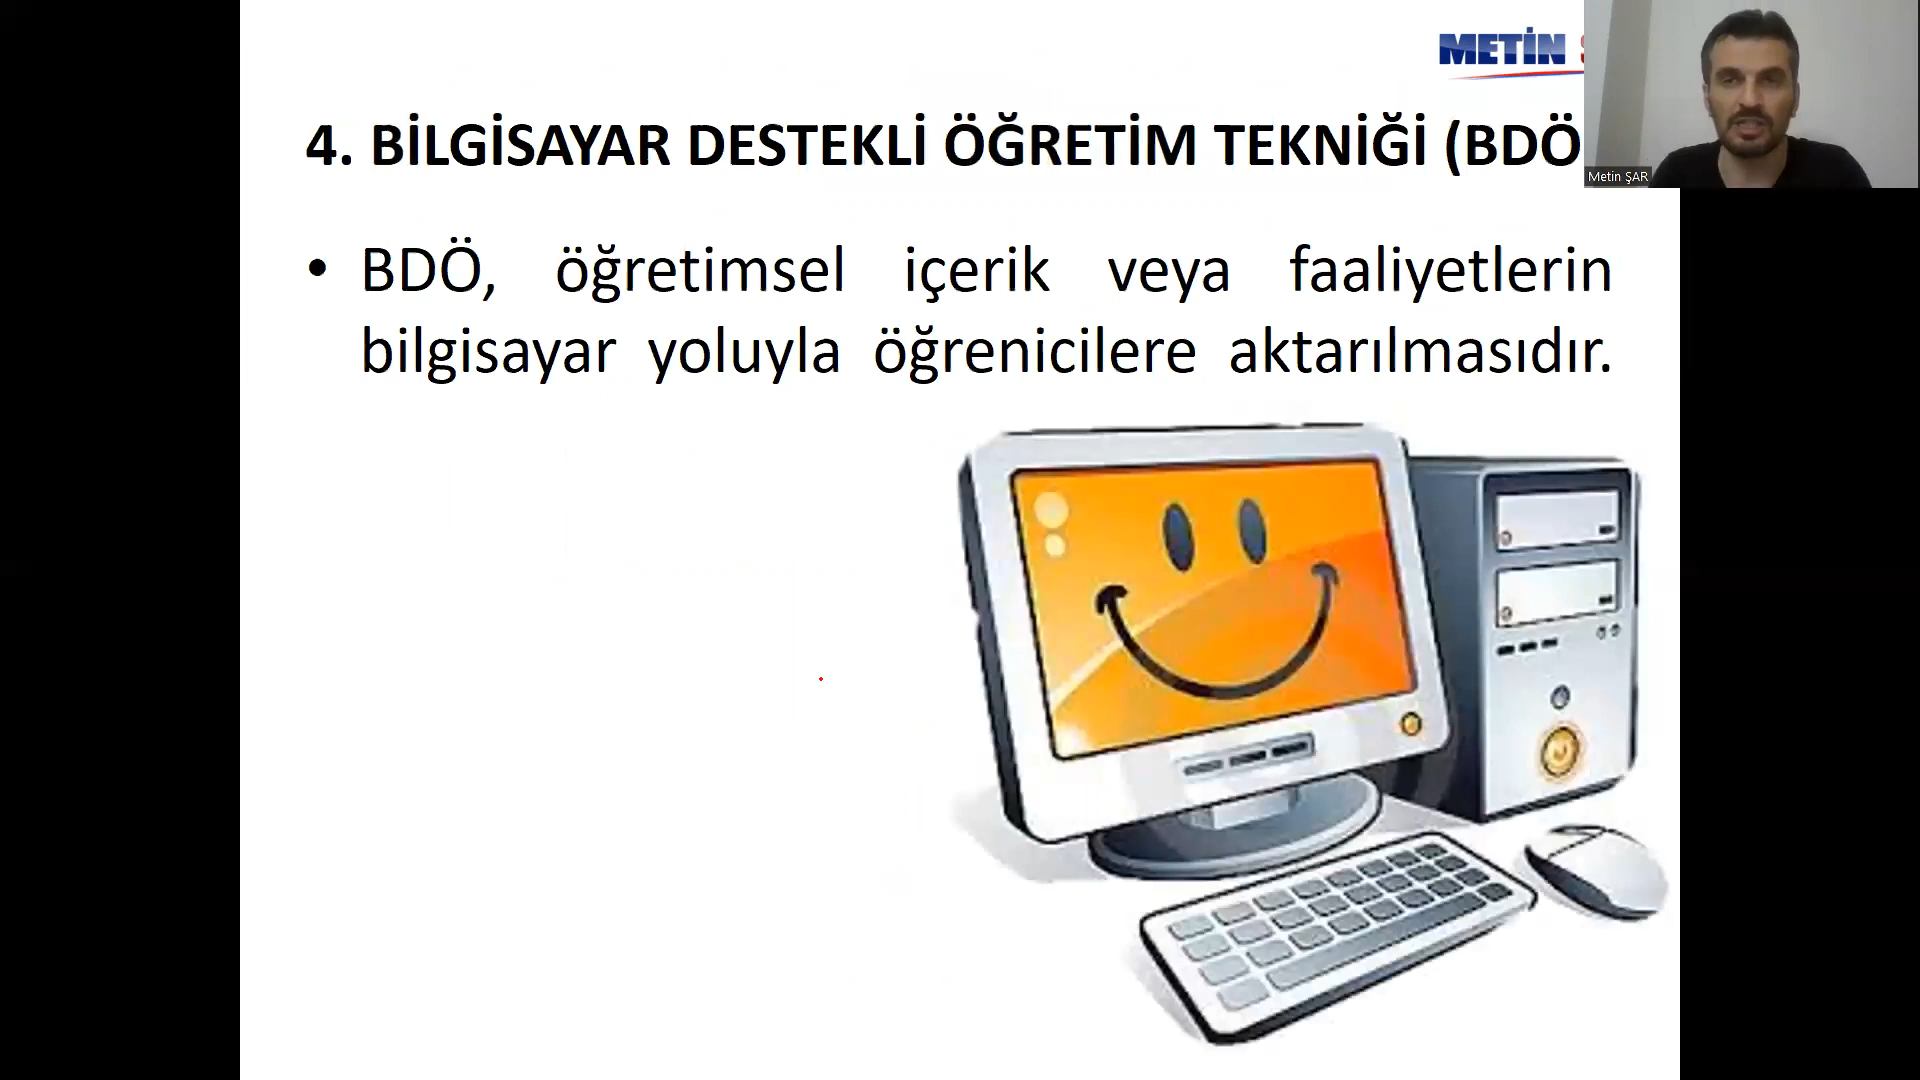 METİN
4. BİLGİSAYAR DESTEKLİ ÖĞRETİM TEKNİĞİ (BDÖ
Metin ŞAR
• BDÖ, öğretimsel içerik veya faaliyetlerin
bilgisayar yoluyla öğrenicilere aktarılmasıdır.